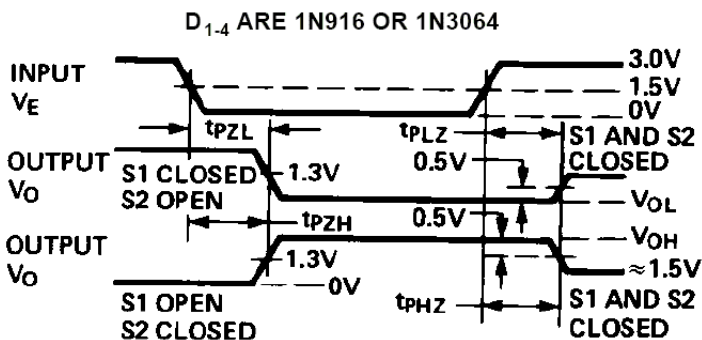 D1-4 ARE 1N916 OR 1N3064
INPUT
VE
3.0V
1.5V
0V
tPZL
tPLZ
S1 AND S2
CLOSED
OUTPUT
VO
S1 CLOSED
S2 OPEN
1.3V
0.5V
VOL
tPZH
0.5V
VOH
OUTPUT
VO
1.3V
0V
≈1.5V
S1 OPEN
S2 CLOSED
tPHZ
S1 AND S2
CLOSED